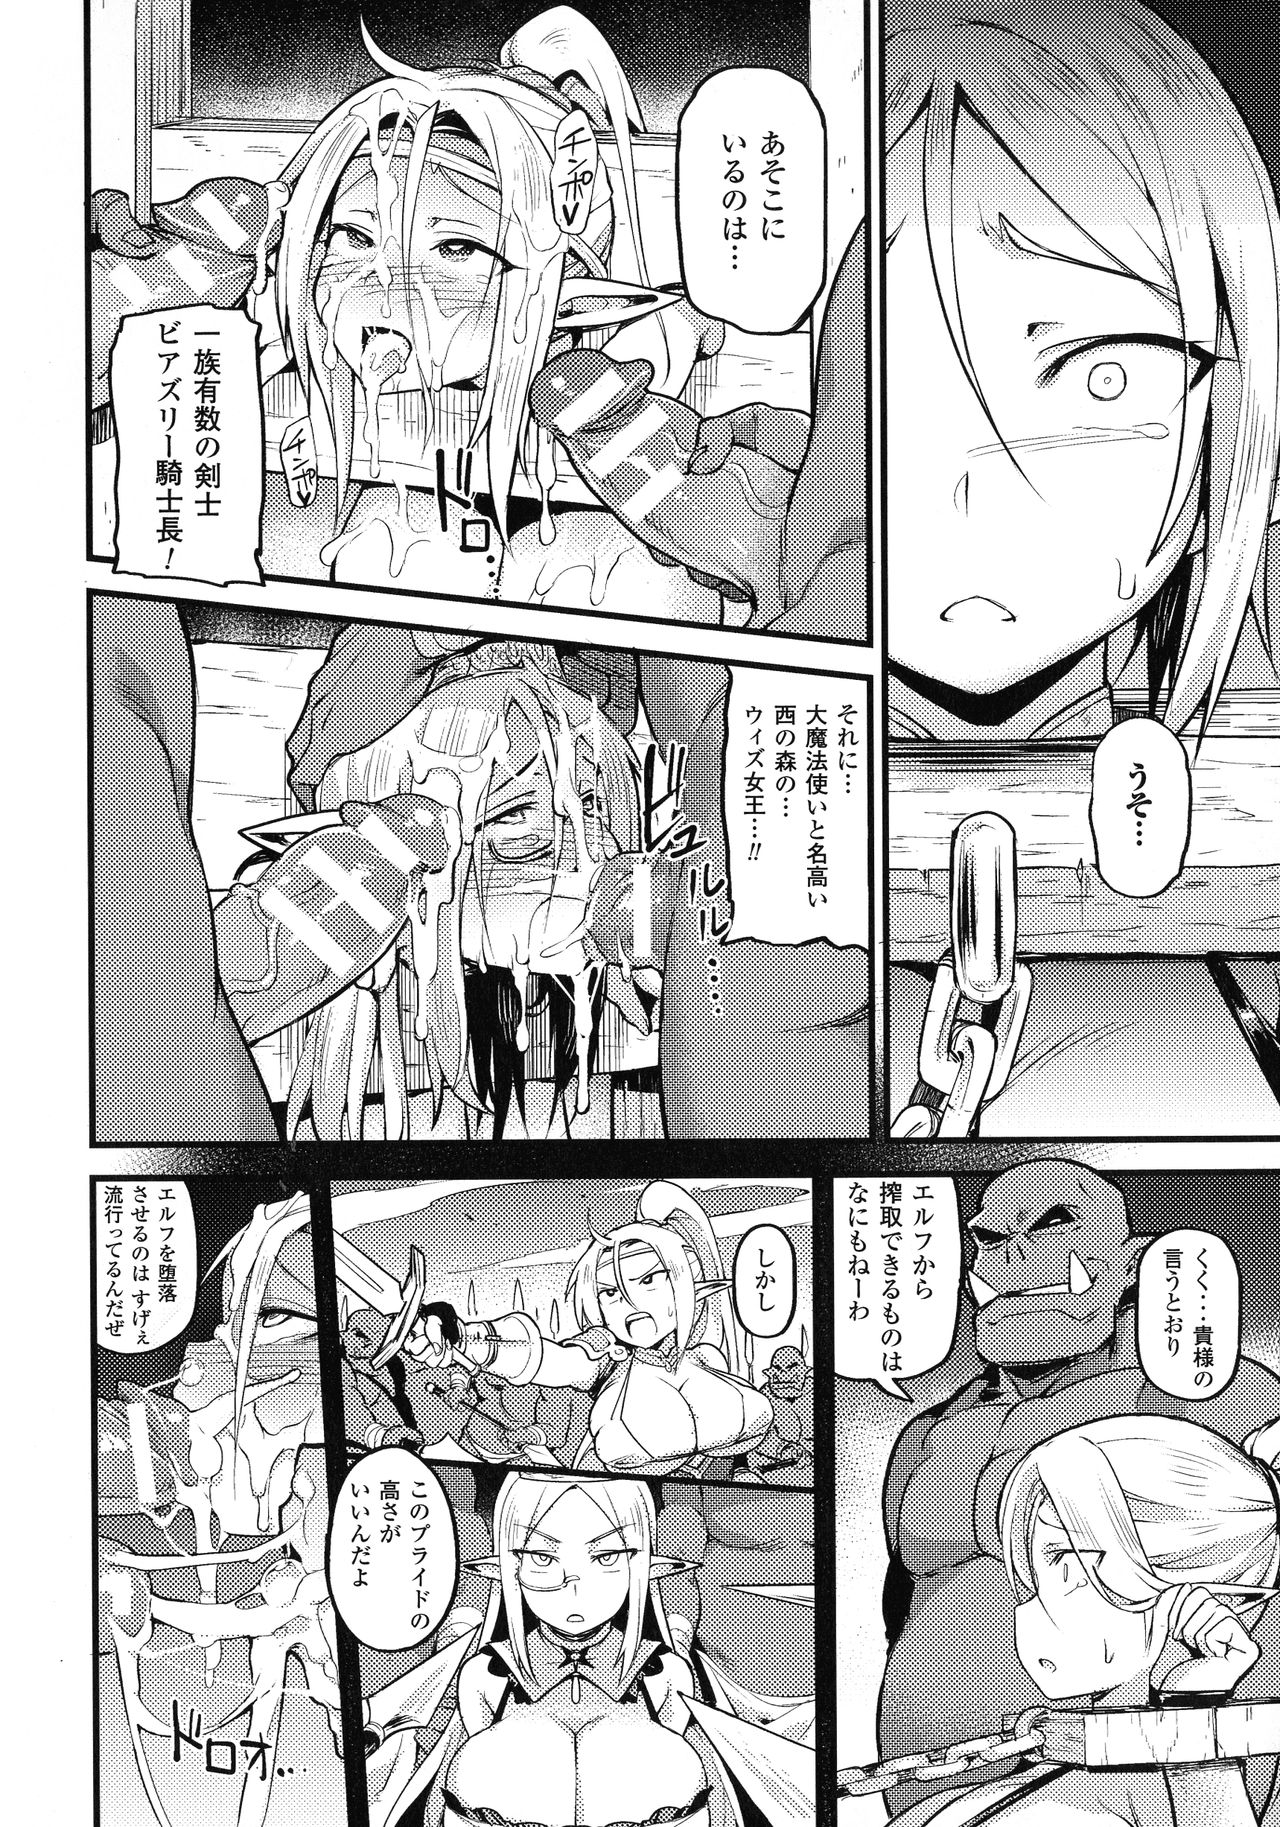 うそ…
あそこに
いるのは…
チンポ
一族有数の剣士
ビアズリー騎士長！
チンポ
ドロ…
それに…
大魔法使いと名高い
西の森の…
ウィズ女王…!!
ドビュルルル…
くく…貴様の
言うとおり
エルフから
搾取できるものは
なにもねーわ
しかし
このプライドの
高さが
いいんだよ
エルフを堕落
させるのは すげぇ
流行ってるんだぜ
ドロォ…